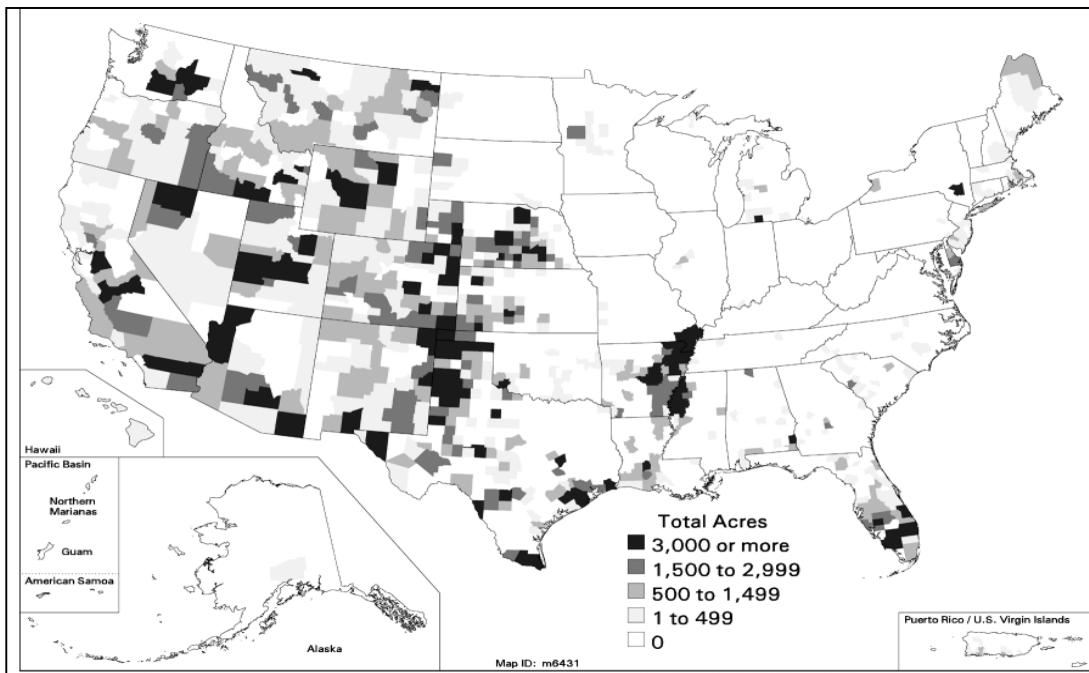 Hawaii
Pacific Basin
Northern
Marianas
Guam
American Samoa
Alaska
Total Acres
3,000 or more
1,500 to 2,999
500 to 1,499
1 to 499
0
Map ID: m6431
Puerto Rico / U.S. Virgin Islands